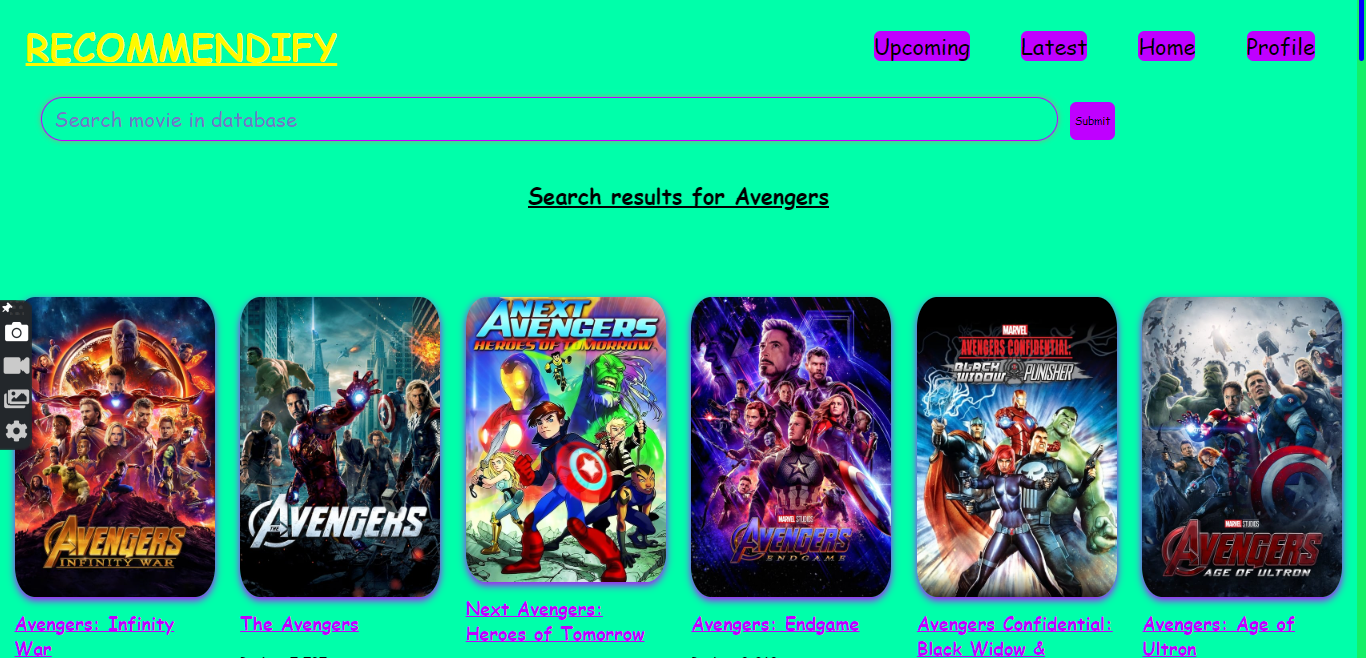 RECOMMENDIFY
Upcoming
Latest
Home
Profile
Search movie in database
Submit
Search results for Avengers
AVENGERS
INFINITY WAR
THE AVENGERS
NEXT
AVENGERS
HEROES OF TOMORROW
MARVEL STUDIOS
AVENGERS
ENDGAME
MARVEL
AVENGERS CONFIDENTIAL:
BLACK WIDOW PUNISHER
MARVEL STUDIOS
AVENGERS
AGE OF ULTRON
Avengers: Infinity
War
The Avengers
Next Avengers:
Heroes of Tomorrow
Avengers: Endgame
Avengers Confidential:
Black Widow &
Avengers: Age of
Ultron